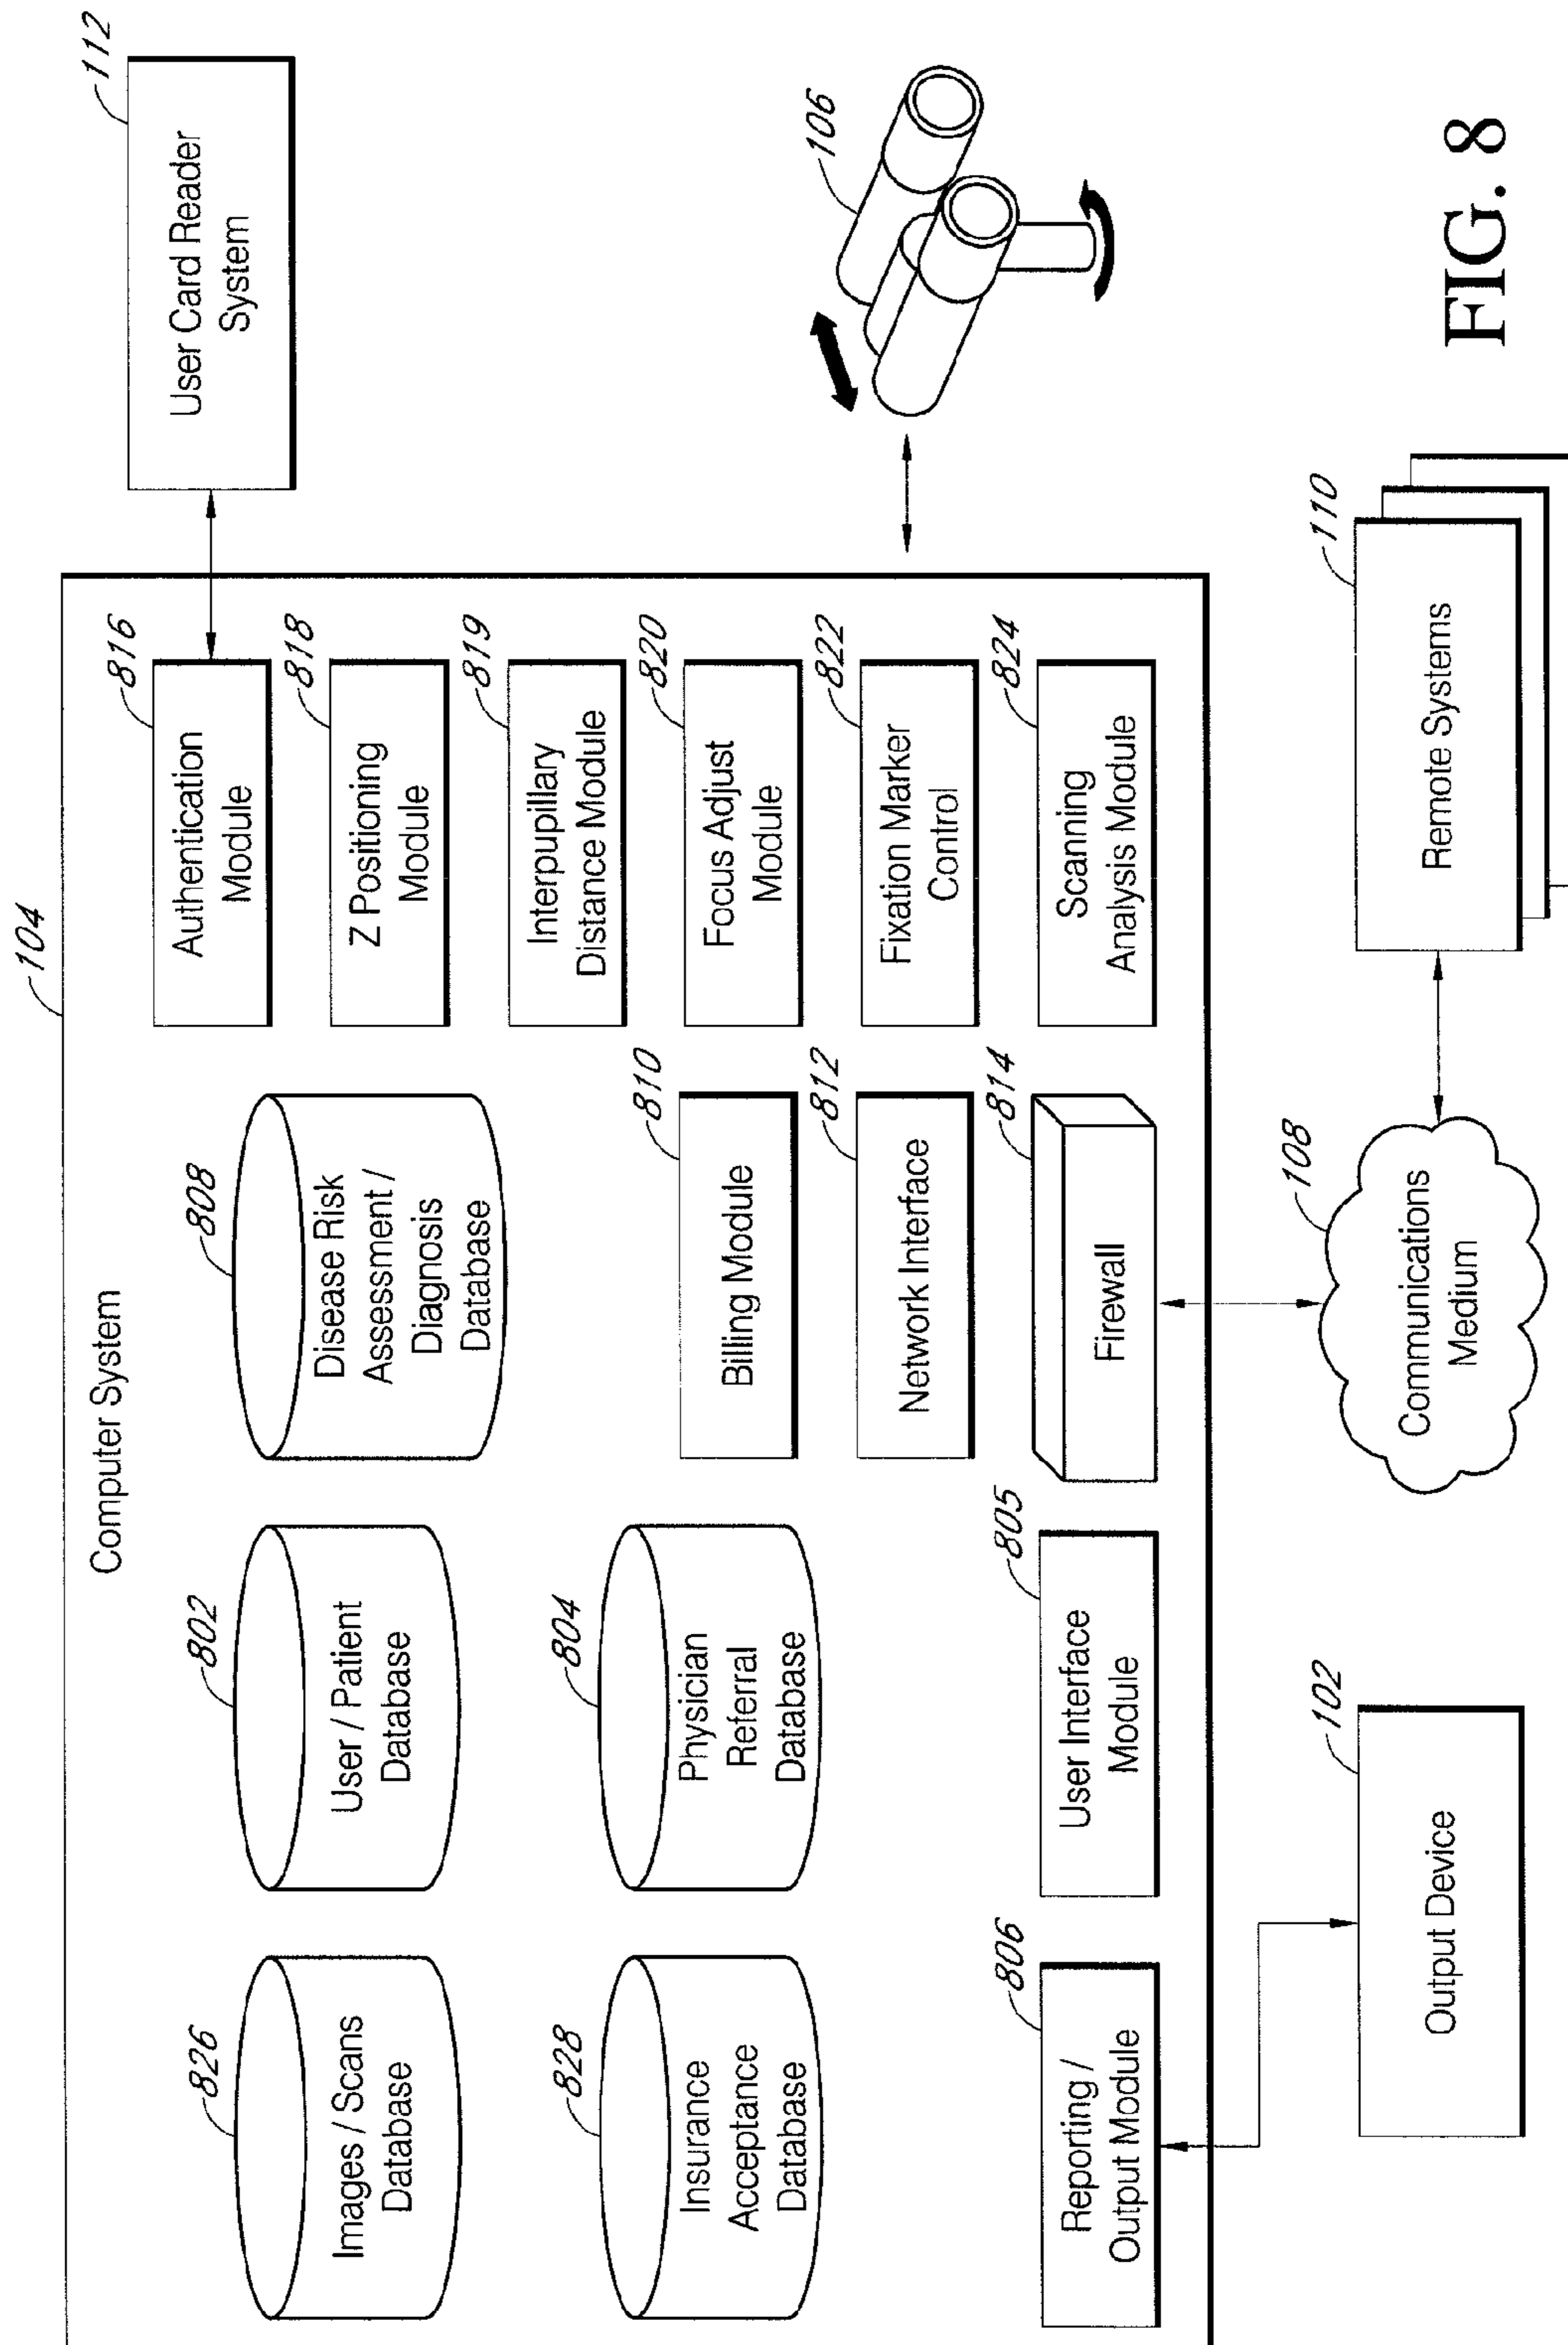 104
Computer System
826
Images / Scans
Database
802
User / Patient
Database
808
Disease Risk
Assessment /
Diagnosis
Database
816
Authentication
Module
112
User Card Reader
System
818
Z Positioning
Module
828
Insurance
Acceptance
Database
804
Physician
Referral
Database
819
Interpupillary
Distance Module
810
Billing Module
820
Focus Adjust
Module
106
812
Network Interface
822
Fixation Marker
Control
806
Reporting /
Output Module
805
User Interface
Module
814
Firewall
824
Scanning
Analysis Module
102
Output Device
108
Communications
Medium
110
Remote Systems
FIG. 8